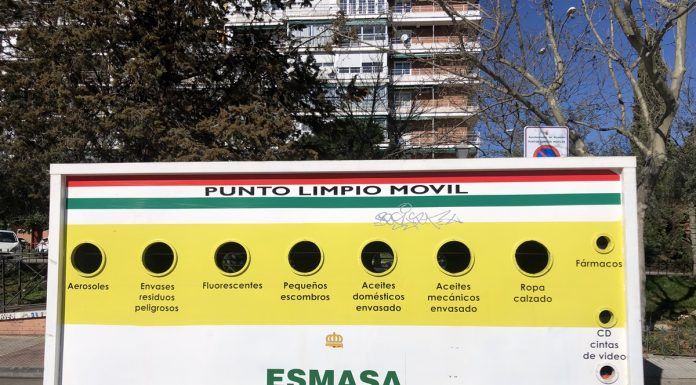 PUNTO LIMPIO MOVIL
Aerosoles
Envases
residuos
peligrosos
Fluorescentes
Pequeños
escombros
Aceites
domésticos
envasado
Aceites
mecánicos
envasado
Ropa
calzado
Fármacos
CD
cintas
de video
ESMASA